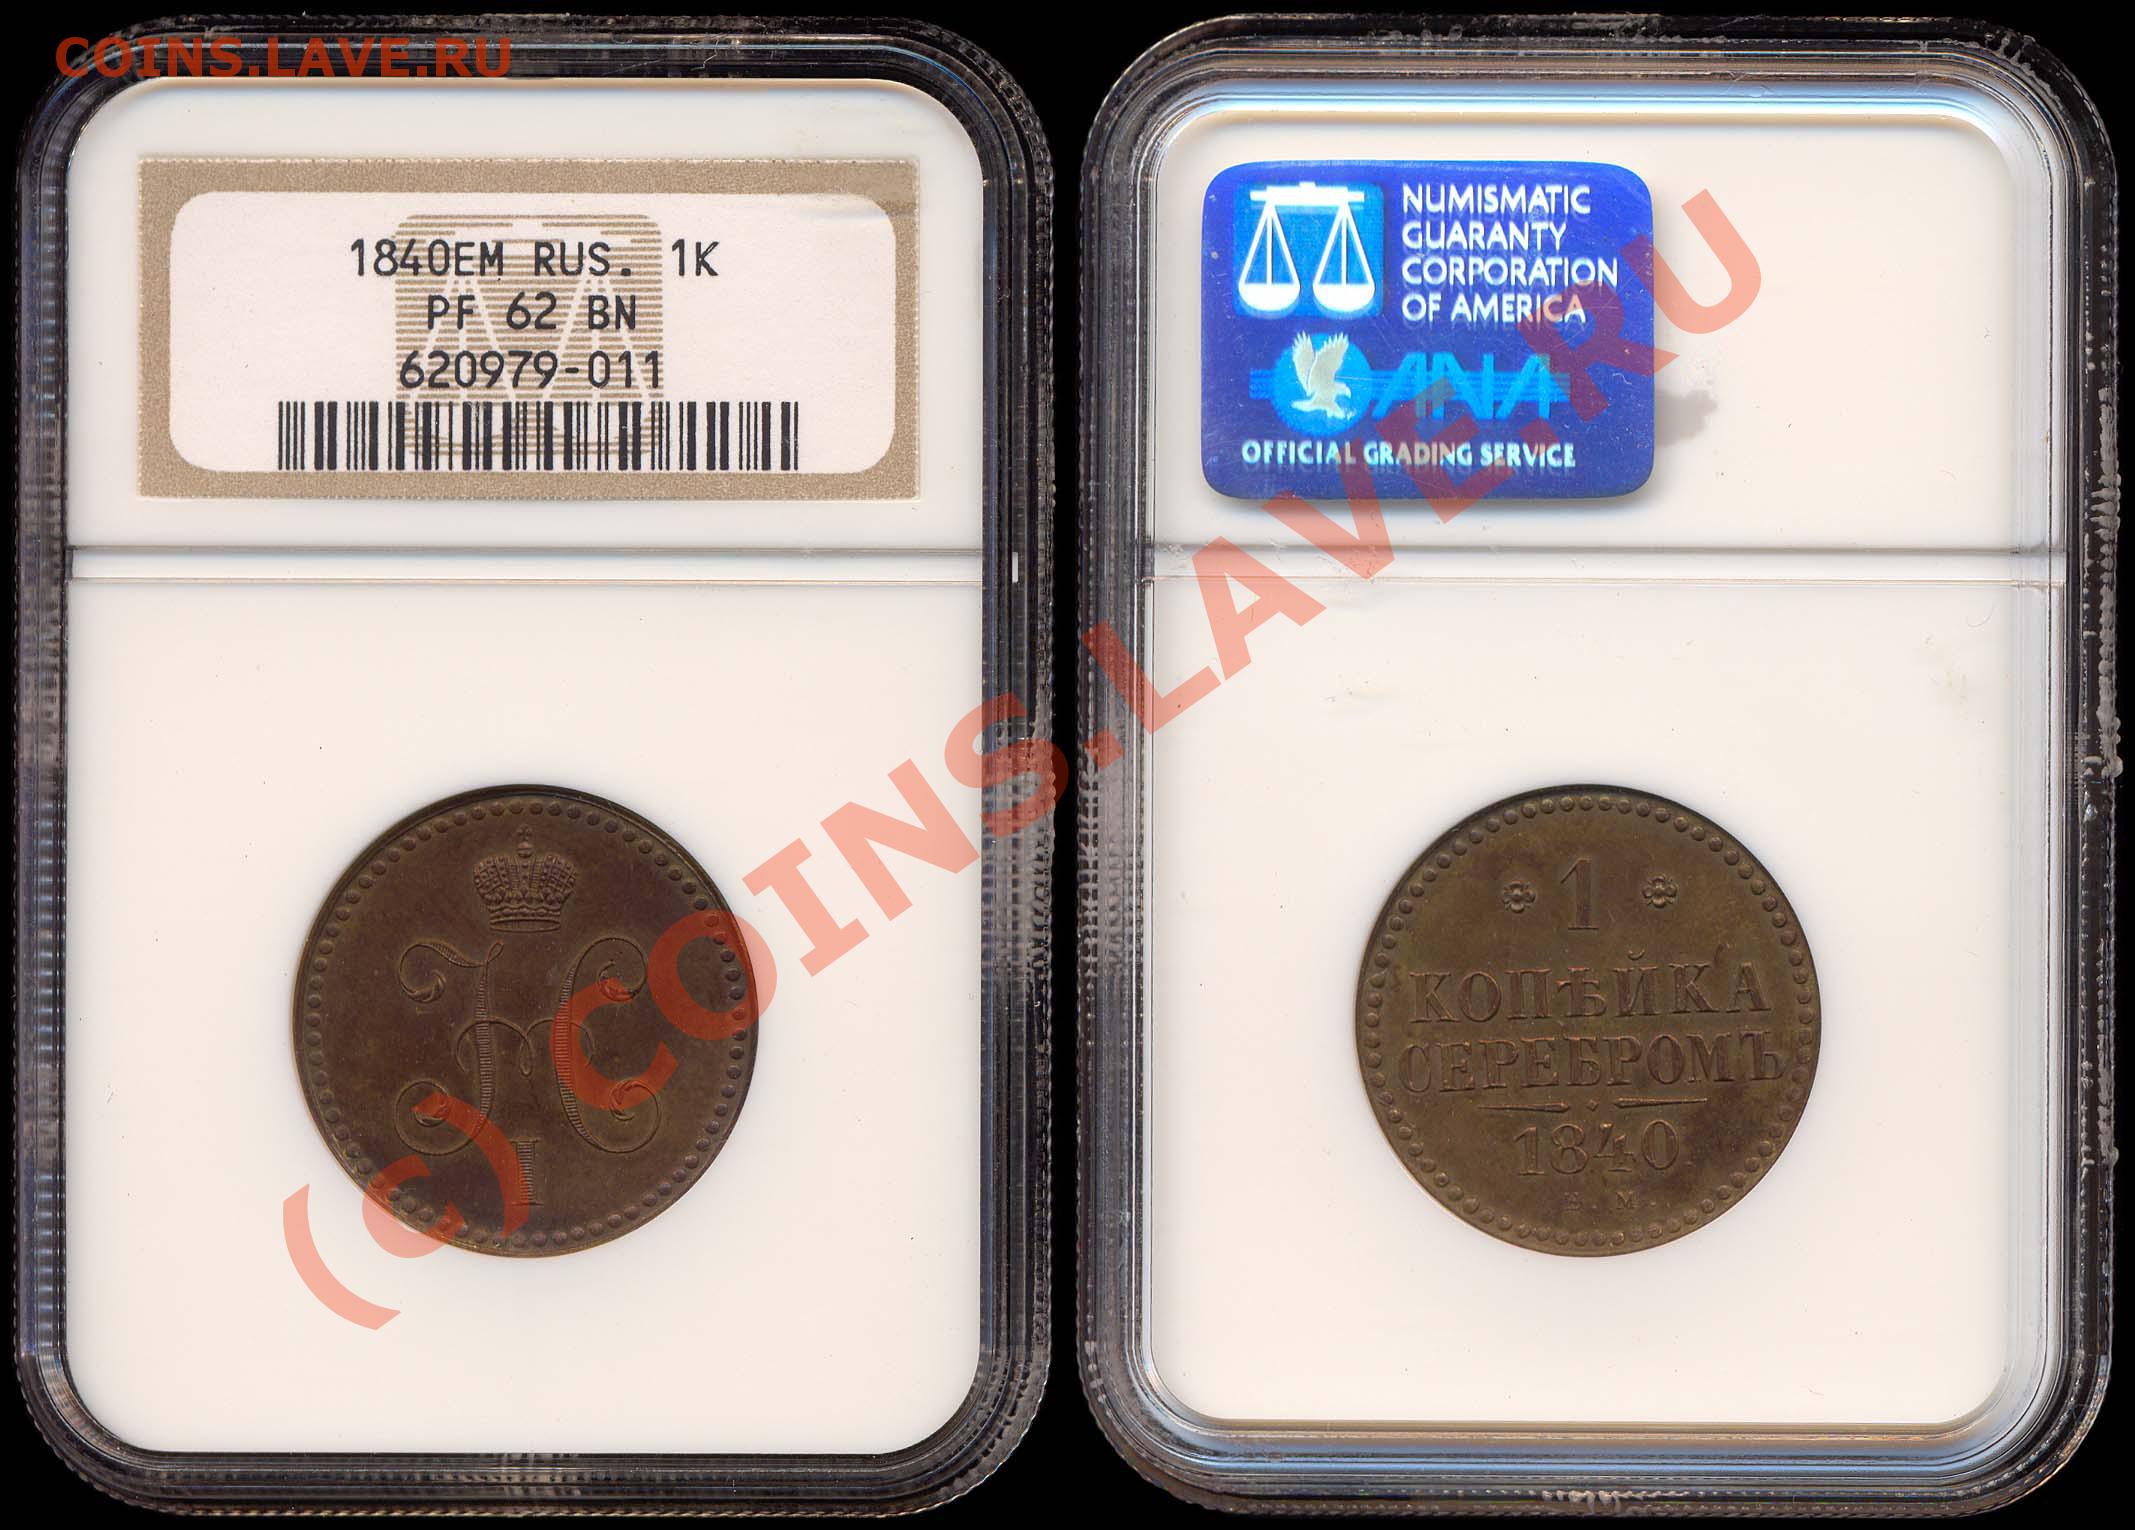 COINS.LAVE.RU
1840EM RUS. 1K
PF 62 BN
620979-011
NUMISMATIC
GUARANTY
CORPORATION
OF AMERICA
ANA
OFFICIAL GRADING SERVICE
I
1
КОПѢЙКА
СЕРЕБРОМЪ
1840
Е.М.
(c) COINS.LAVE.RU